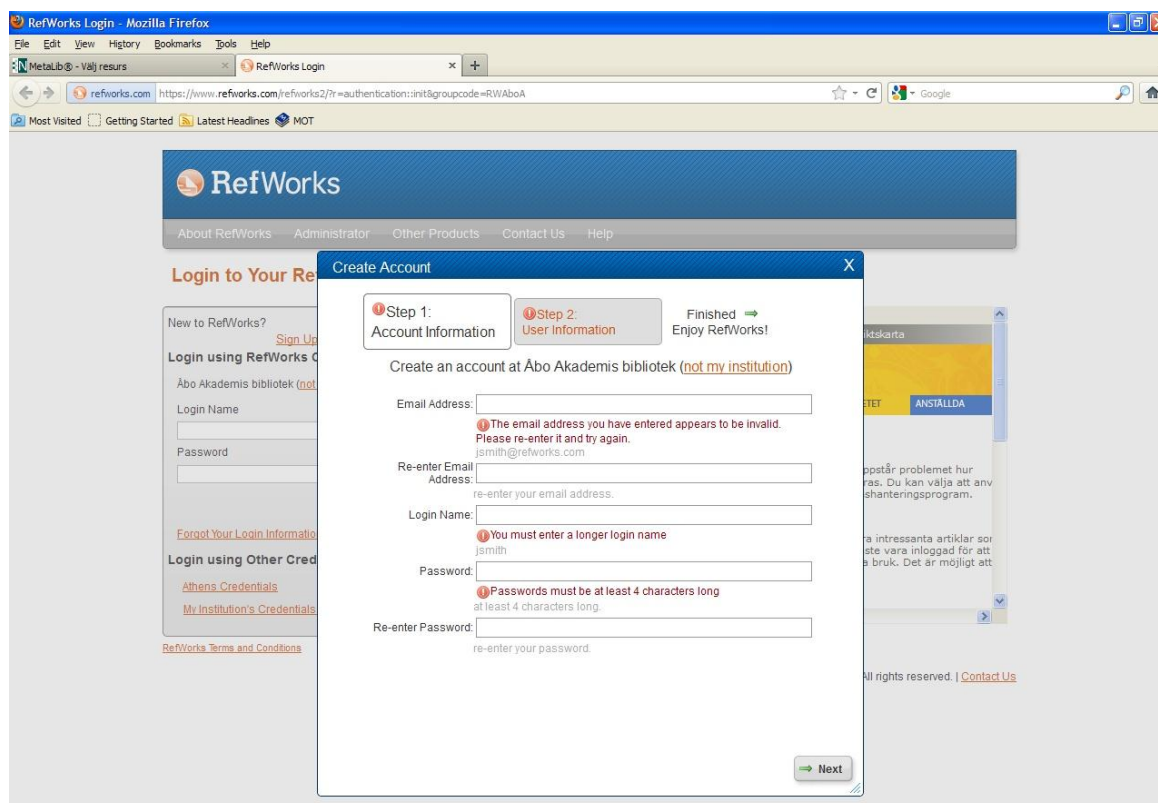 RefWorks Login - Mozilla Firefox
File Edit View History Bookmarks Tools Help
MetaLib® - Välj resurs
RefWorks Login
refworks.com https://www.refworks.com/refworks2/?r=authentication::init&groupcode=RWAboA
Google
Most Visited Getting Started Latest Headlines MOT
RefWorks
About RefWorks Administrator Other Products Contact Us Help
Login to Your Re
New to RefWorks?
Sign Up
Login using RefWorks C
Åbo Akademis bibliotek (not
Login Name
Password
Forgot Your Login Informatio
Login using Other Cred
Athens Credentials
My Institution's Credentials
RefWorks Terms and Conditions
Create Account X
Step 1:
Account Information
Step 2:
User Information
Finished
Enjoy RefWorks!
Create an account at Åbo Akademis bibliotek (not my institution)
Email Address:
The email address you have entered appears to be invalid.
Please re-enter it and try again.
jsmith@refworks.com
Re-enter Email
Address:
re-enter your email address.
Login Name:
You must enter a longer login name
jsmith
Password:
Passwords must be at least 4 characters long
at least 4 characters long.
Re-enter Password:
re-enter your password.
Next
iktskarta
TET ANSTÄLLDA
ppstår problemet hur
ras. Du kan välja att anv
shanteringsprogram.
ra intressanta artiklar son
ste vara inloggad för att
a bruk. Det är möjligt att
All rights reserved. | Contact Us